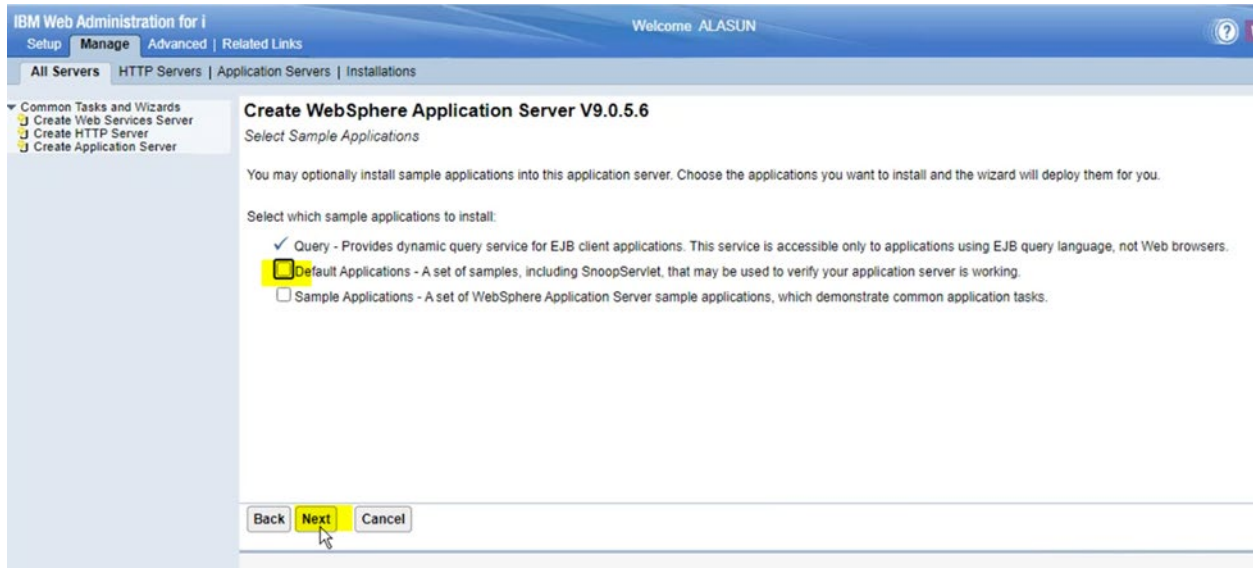 IBM Web Administration for i
Welcome ALASUN
Setup Manage Advanced | Related Links
All Servers HTTP Servers | Application Servers | Installations
Common Tasks and Wizards
Create Web Services Server
Create HTTP Server
Create Application Server
Create WebSphere Application Server V9.0.5.6
Select Sample Applications
You may optionally install sample applications into this application server. Choose the applications you want to install and the wizard will deploy them for you.
Select which sample applications to install:
Query - Provides dynamic query service for EJB client applications. This service is accessible only to applications using EJB query language, not Web browsers.
Default Applications - A set of samples, including SnoopServlet, that may be used to verify your application server is working.
Sample Applications - A set of WebSphere Application Server sample applications, which demonstrate common application tasks.
Back Next Cancel